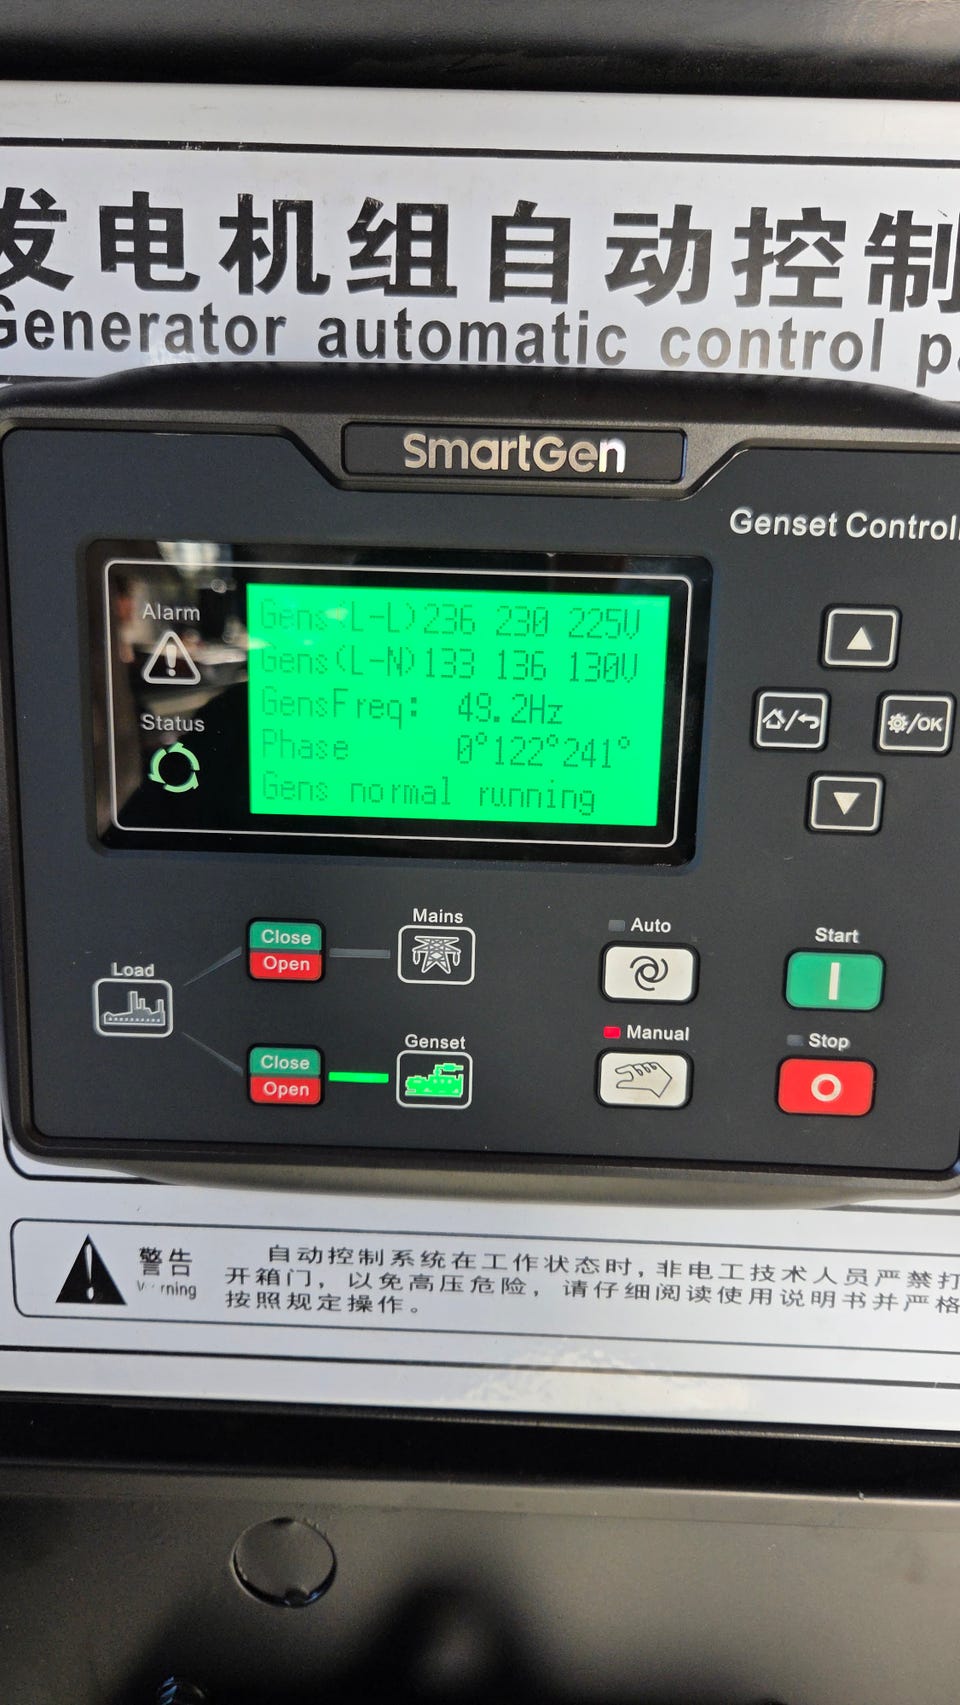 发电机组自动控制
Generator automatic control
SmartGen
Genset
Alarm
Status
Gens(L-L)236 230 225V
Gens(L-N)133 136 130V
GensFreq: 49.2Hz
Phase 0°122°241°
Gens normal running
/OK
Mains
Close
Open
Load
Genset
Close
Open
Auto
Start
Manual
Stop
警告
自动控制系统在工作状态时,非电工技术人员严禁打
开箱门，以免高压危险，请仔细阅读使用说明书并严格
按照规定操作。